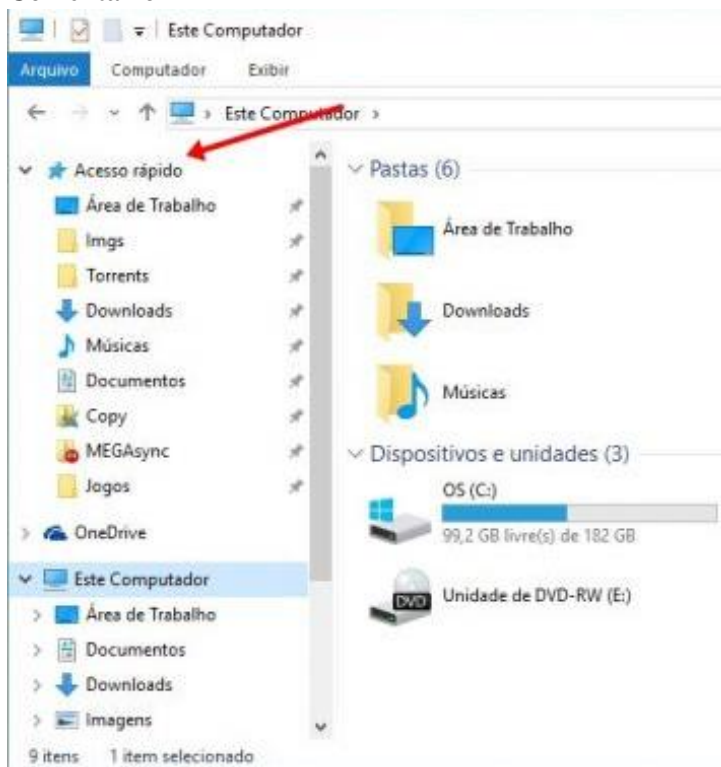 Este Computador
Arquivo Computador Exibir
Este Computador
Acesso rápido
Área de Trabalho
Imgs
Torrents
Downloads
Músicas
Documentos
Copy
MEGAsync
Jogos
OneDrive
Este Computador
Área de Trabalho
Documentos
Downloads
Imagens
Pastas (6)
Área de Trabalho
Downloads
Músicas
Dispositivos e unidades (3)
OS (C:)
99,2 GB livre(s) de 182 GB
DVD
Unidade de DVD-RW (E:)
9 itens 1 item selecionado